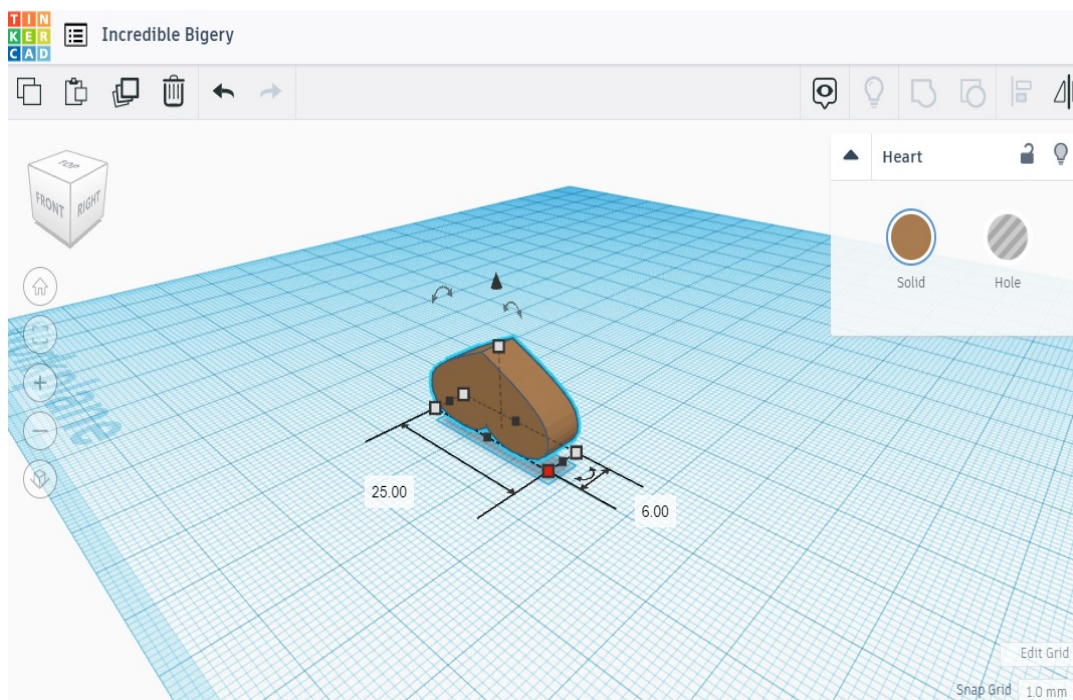 TIN
KER
CAD
Incredible Bigery
TOP
FRONT
RIGHT
Heart
Solid
Hole
25.00
6.00
Edit Grid
Snap Grid 1.0 mm